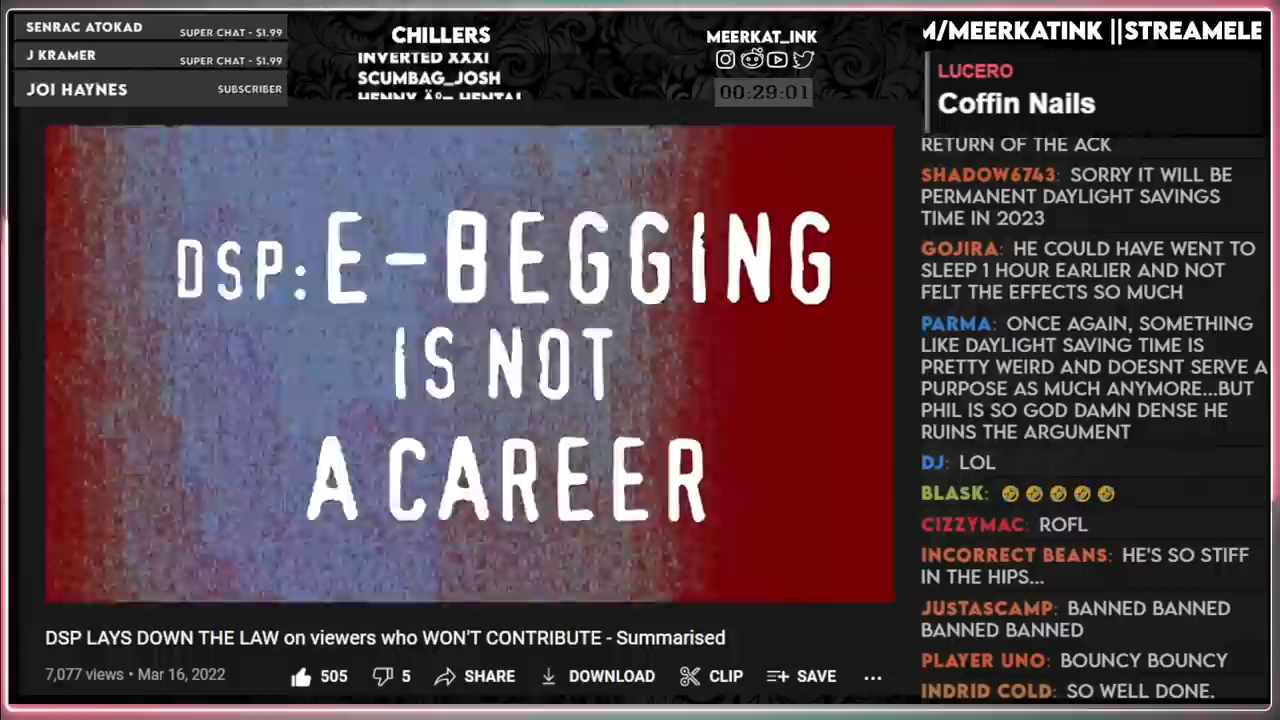 SENRAC ATOKAD SUPER CHAT - $1.99
J KRAMER SUPER CHAT - $1.99
JOI HAYNES SUBSCRIBER
CHILLERS
INVERTED XXXI
SCUMBAG_JOSH
MEERKAT_INK
00:29:01
M/MEERKATINK ||STREAMELE
LUCERO
Coffin Nails
DSP: E-BEGGING
IS NOT
A CAREER
DSP LAYS DOWN THE LAW on viewers who WON'T CONTRIBUTE - Summarised
7,077 views • Mar 16, 2022
505 5 SHARE DOWNLOAD CLIP SAVE ...
RETURN OF THE ACK
SHADOW6743: SORRY IT WILL BE
PERMANENT DAYLIGHT SAVINGS
TIME IN 2023
GOJIRA: HE COULD HAVE WENT TO
SLEEP 1 HOUR EARLIER AND NOT
FELT THE EFFECTS SO MUCH
PARMA: ONCE AGAIN, SOMETHING
LIKE DAYLIGHT SAVING TIME IS
PRETTY WEIRD AND DOESNT SERVE A
PURPOSE AS MUCH ANYMORE...BUT
PHIL IS SO GOD DAMN DENSE HE
RUINS THE ARGUMENT
DJ: LOL
BLASK: 🤣 🤣 🤣 🤣 🤣
CIZZYMAC: ROFL
INCORRECT BEANS: HE'S SO STIFF
IN THE HIPS...
JUSTASCAMP: BANNED BANNED
BANNED BANNED
PLAYER UNO: BOUNCY BOUNCY
INDRID COLD: SO WELL DONE.